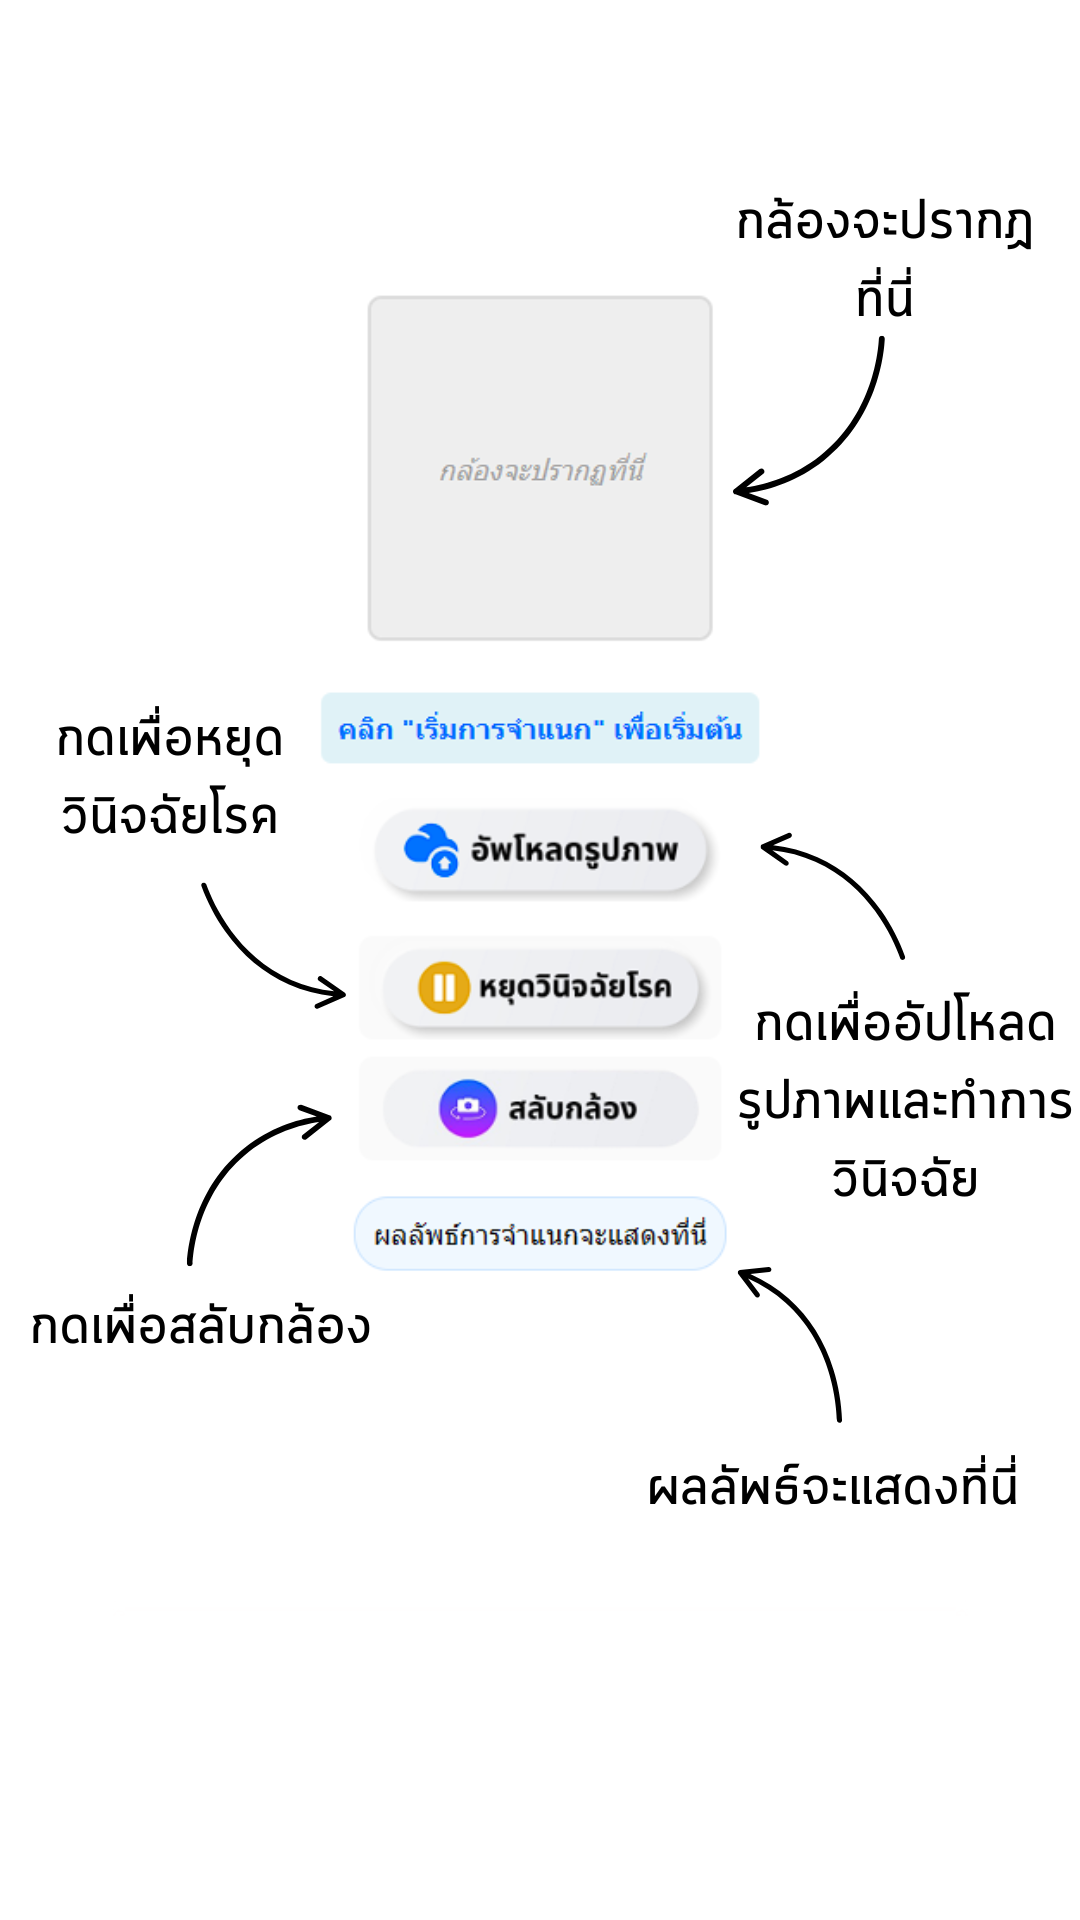 กล้องจะปรากฏ
ที่นี่
กล้องจะปรากฏที่นี่
คลิก "เริ่มการจำแนก" เพื่อเริ่มต้น
กดเพื่อหยุด
วินิจฉัยโรค
อัพโหลดรูปภาพ
หยุดวินิจฉัยโรค
กดเพื่ออัปโหลด
รูปภาพและทำการ
วินิจฉัย
สลับกล้อง
ผลลัพธ์การจำแนกจะแสดงที่นี่
กดเพื่อสลับกล้อง
ผลลัพธ์จะแสดงที่นี่